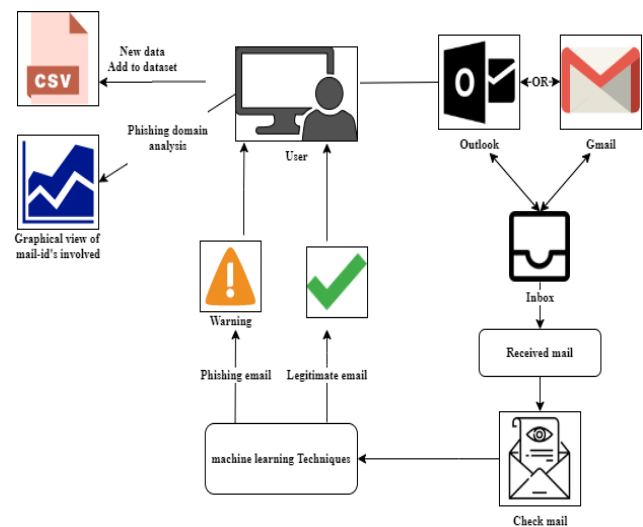 CSV
New data
Add to dataset
Phishing domain
analysis
Graphical view of
mail-id's involved
User
O
OR
Outlook
Gmail
Inbox
Received mail
Check mail
machine learning Techniques
Phishing email
Legitimate email
Warning